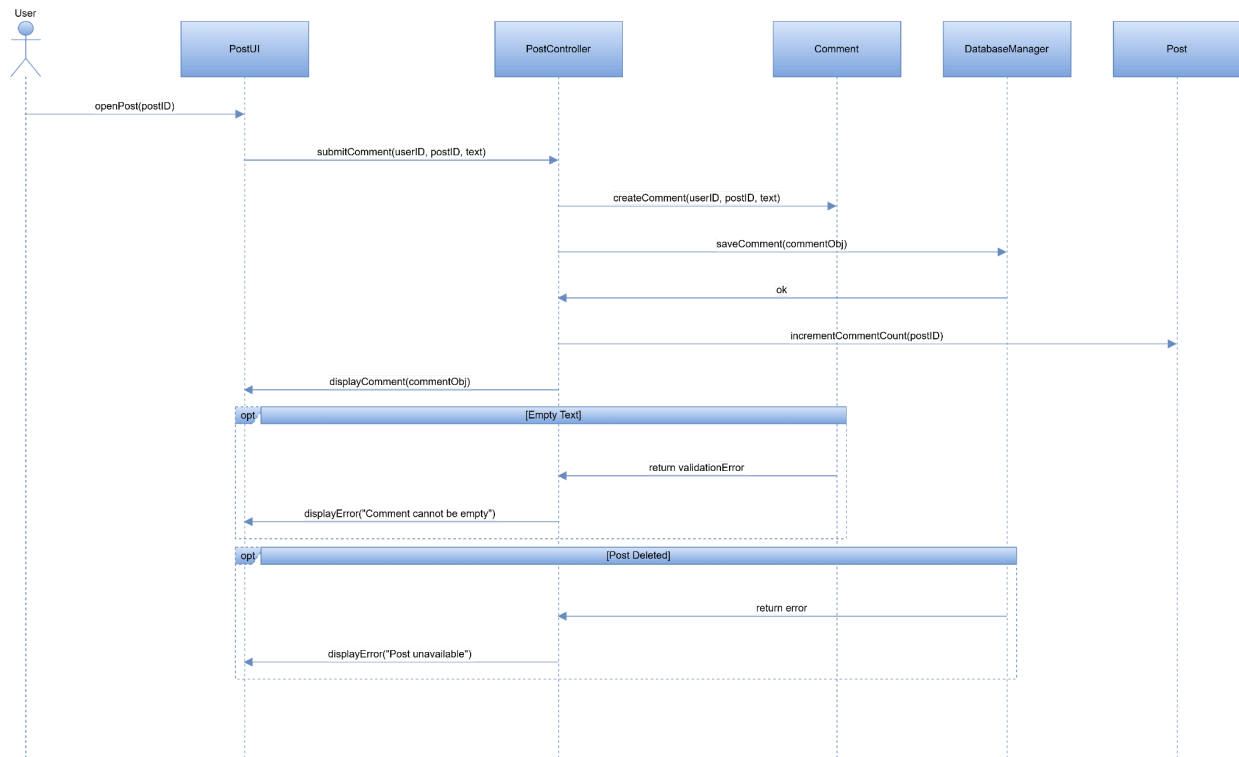 User
PostUI
PostController
Comment
DatabaseManager
Post
openPost(postID)
submitComment(userID, postID, text)
createComment(userID, postID, text)
saveComment(commentObj)
ok
incrementCommentCount(postID)
displayComment(commentObj)
opt
[Empty Text]
return validationError
displayError("Comment cannot be empty")
opt
[Post Deleted]
return error
displayError("Post unavailable")